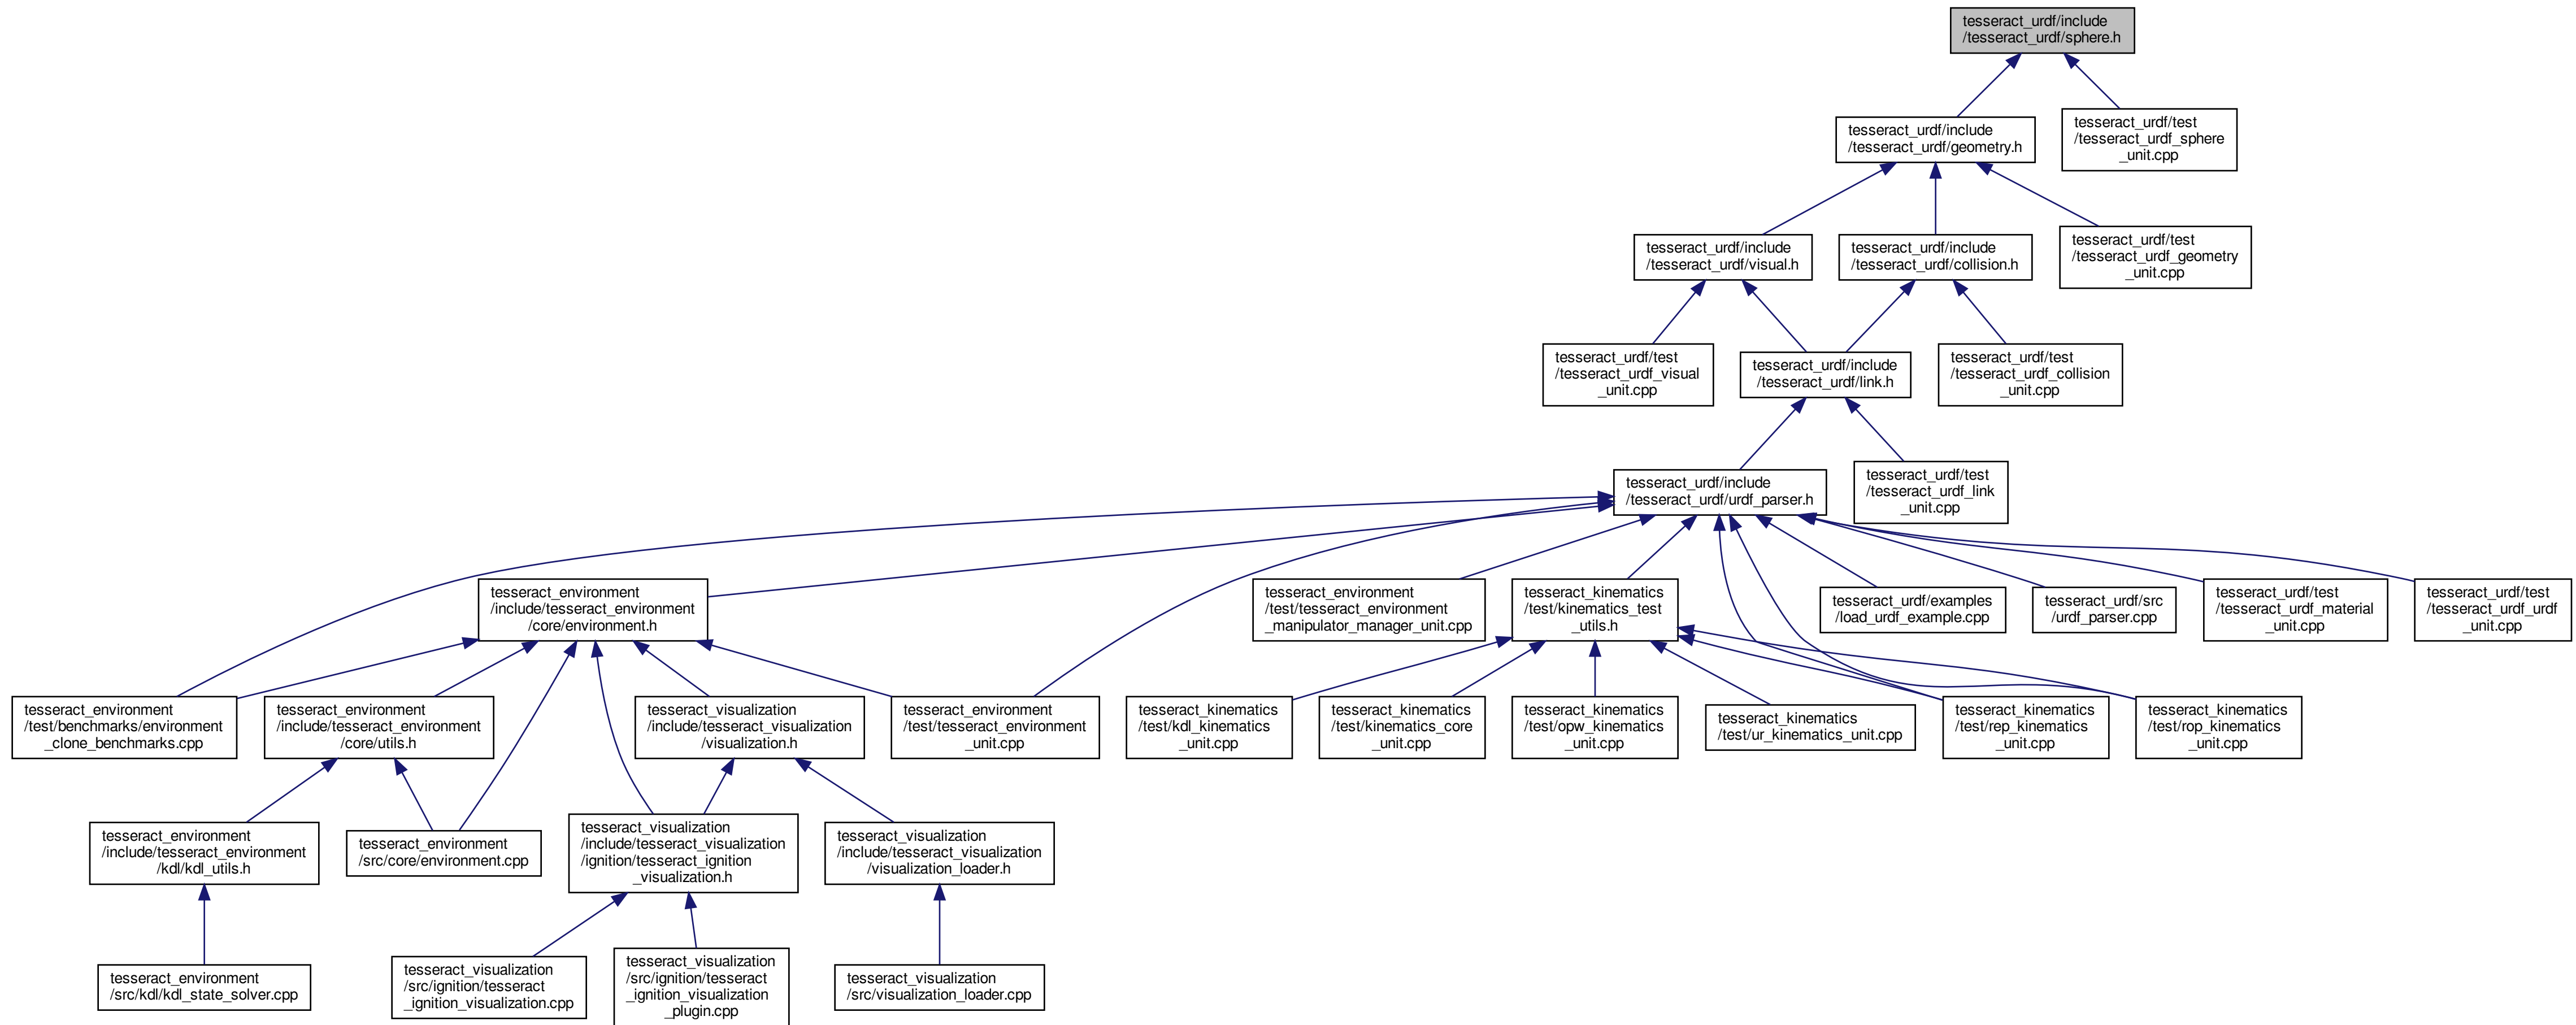 tesseract_urdf/include
/tesseract_urdf/sphere.h
tesseract_urdf/include
/tesseract_urdf/geometry.h
tesseract_urdf/test
/tesseract_urdf_sphere
_unit.cpp
tesseract_urdf/include
/tesseract_urdf/visual.h
tesseract_urdf/include
/tesseract_urdf/collision.h
tesseract_urdf/test
/tesseract_urdf_geometry
_unit.cpp
tesseract_urdf/test
/tesseract_urdf_visual
_unit.cpp
tesseract_urdf/include
/tesseract_urdf/link.h
tesseract_urdf/test
/tesseract_urdf_collision
_unit.cpp
tesseract_urdf/include
/tesseract_urdf/urdf_parser.h
tesseract_urdf/test
/tesseract_urdf_link
_unit.cpp
tesseract_environment
/include/tesseract_environment
/core/environment.h
tesseract_environment
/test/tesseract_environment
_manipulator_manager_unit.cpp
tesseract_kinematics
/test/kinematics_test
_utils.h
tesseract_urdf/examples
/load_urdf_example.cpp
tesseract_urdf/src
/urdf_parser.cpp
tesseract_urdf/test
/tesseract_urdf_material
_unit.cpp
tesseract_urdf/test
/tesseract_urdf_urdf
_unit.cpp
tesseract_environment
/test/benchmarks/environment
_clone_benchmarks.cpp
tesseract_environment
/include/tesseract_environment
/core/utils.h
tesseract_visualization
/include/tesseract_visualization
/visualization.h
tesseract_environment
/test/tesseract_environment
_unit.cpp
tesseract_kinematics
/test/kdl_kinematics
_unit.cpp
tesseract_kinematics
/test/kinematics_core
_unit.cpp
tesseract_kinematics
/test/opw_kinematics
_unit.cpp
tesseract_kinematics
/test/ur_kinematics_unit.cpp
tesseract_kinematics
/test/rep_kinematics
_unit.cpp
tesseract_kinematics
/test/rop_kinematics
_unit.cpp
tesseract_environment
/include/tesseract_environment
/kdl/kdl_utils.h
tesseract_environment
/src/core/environment.cpp
tesseract_visualization
/include/tesseract_visualization
/ignition/tesseract_ignition
_visualization.h
tesseract_visualization
/include/tesseract_visualization
/visualization_loader.h
tesseract_environment
/src/kdl/kdl_state_solver.cpp
tesseract_visualization
/src/ignition/tesseract
_ignition_visualization.cpp
tesseract_visualization
/src/ignition/tesseract
_ignition_visualization
_plugin.cpp
tesseract_visualization
/src/visualization_loader.cpp